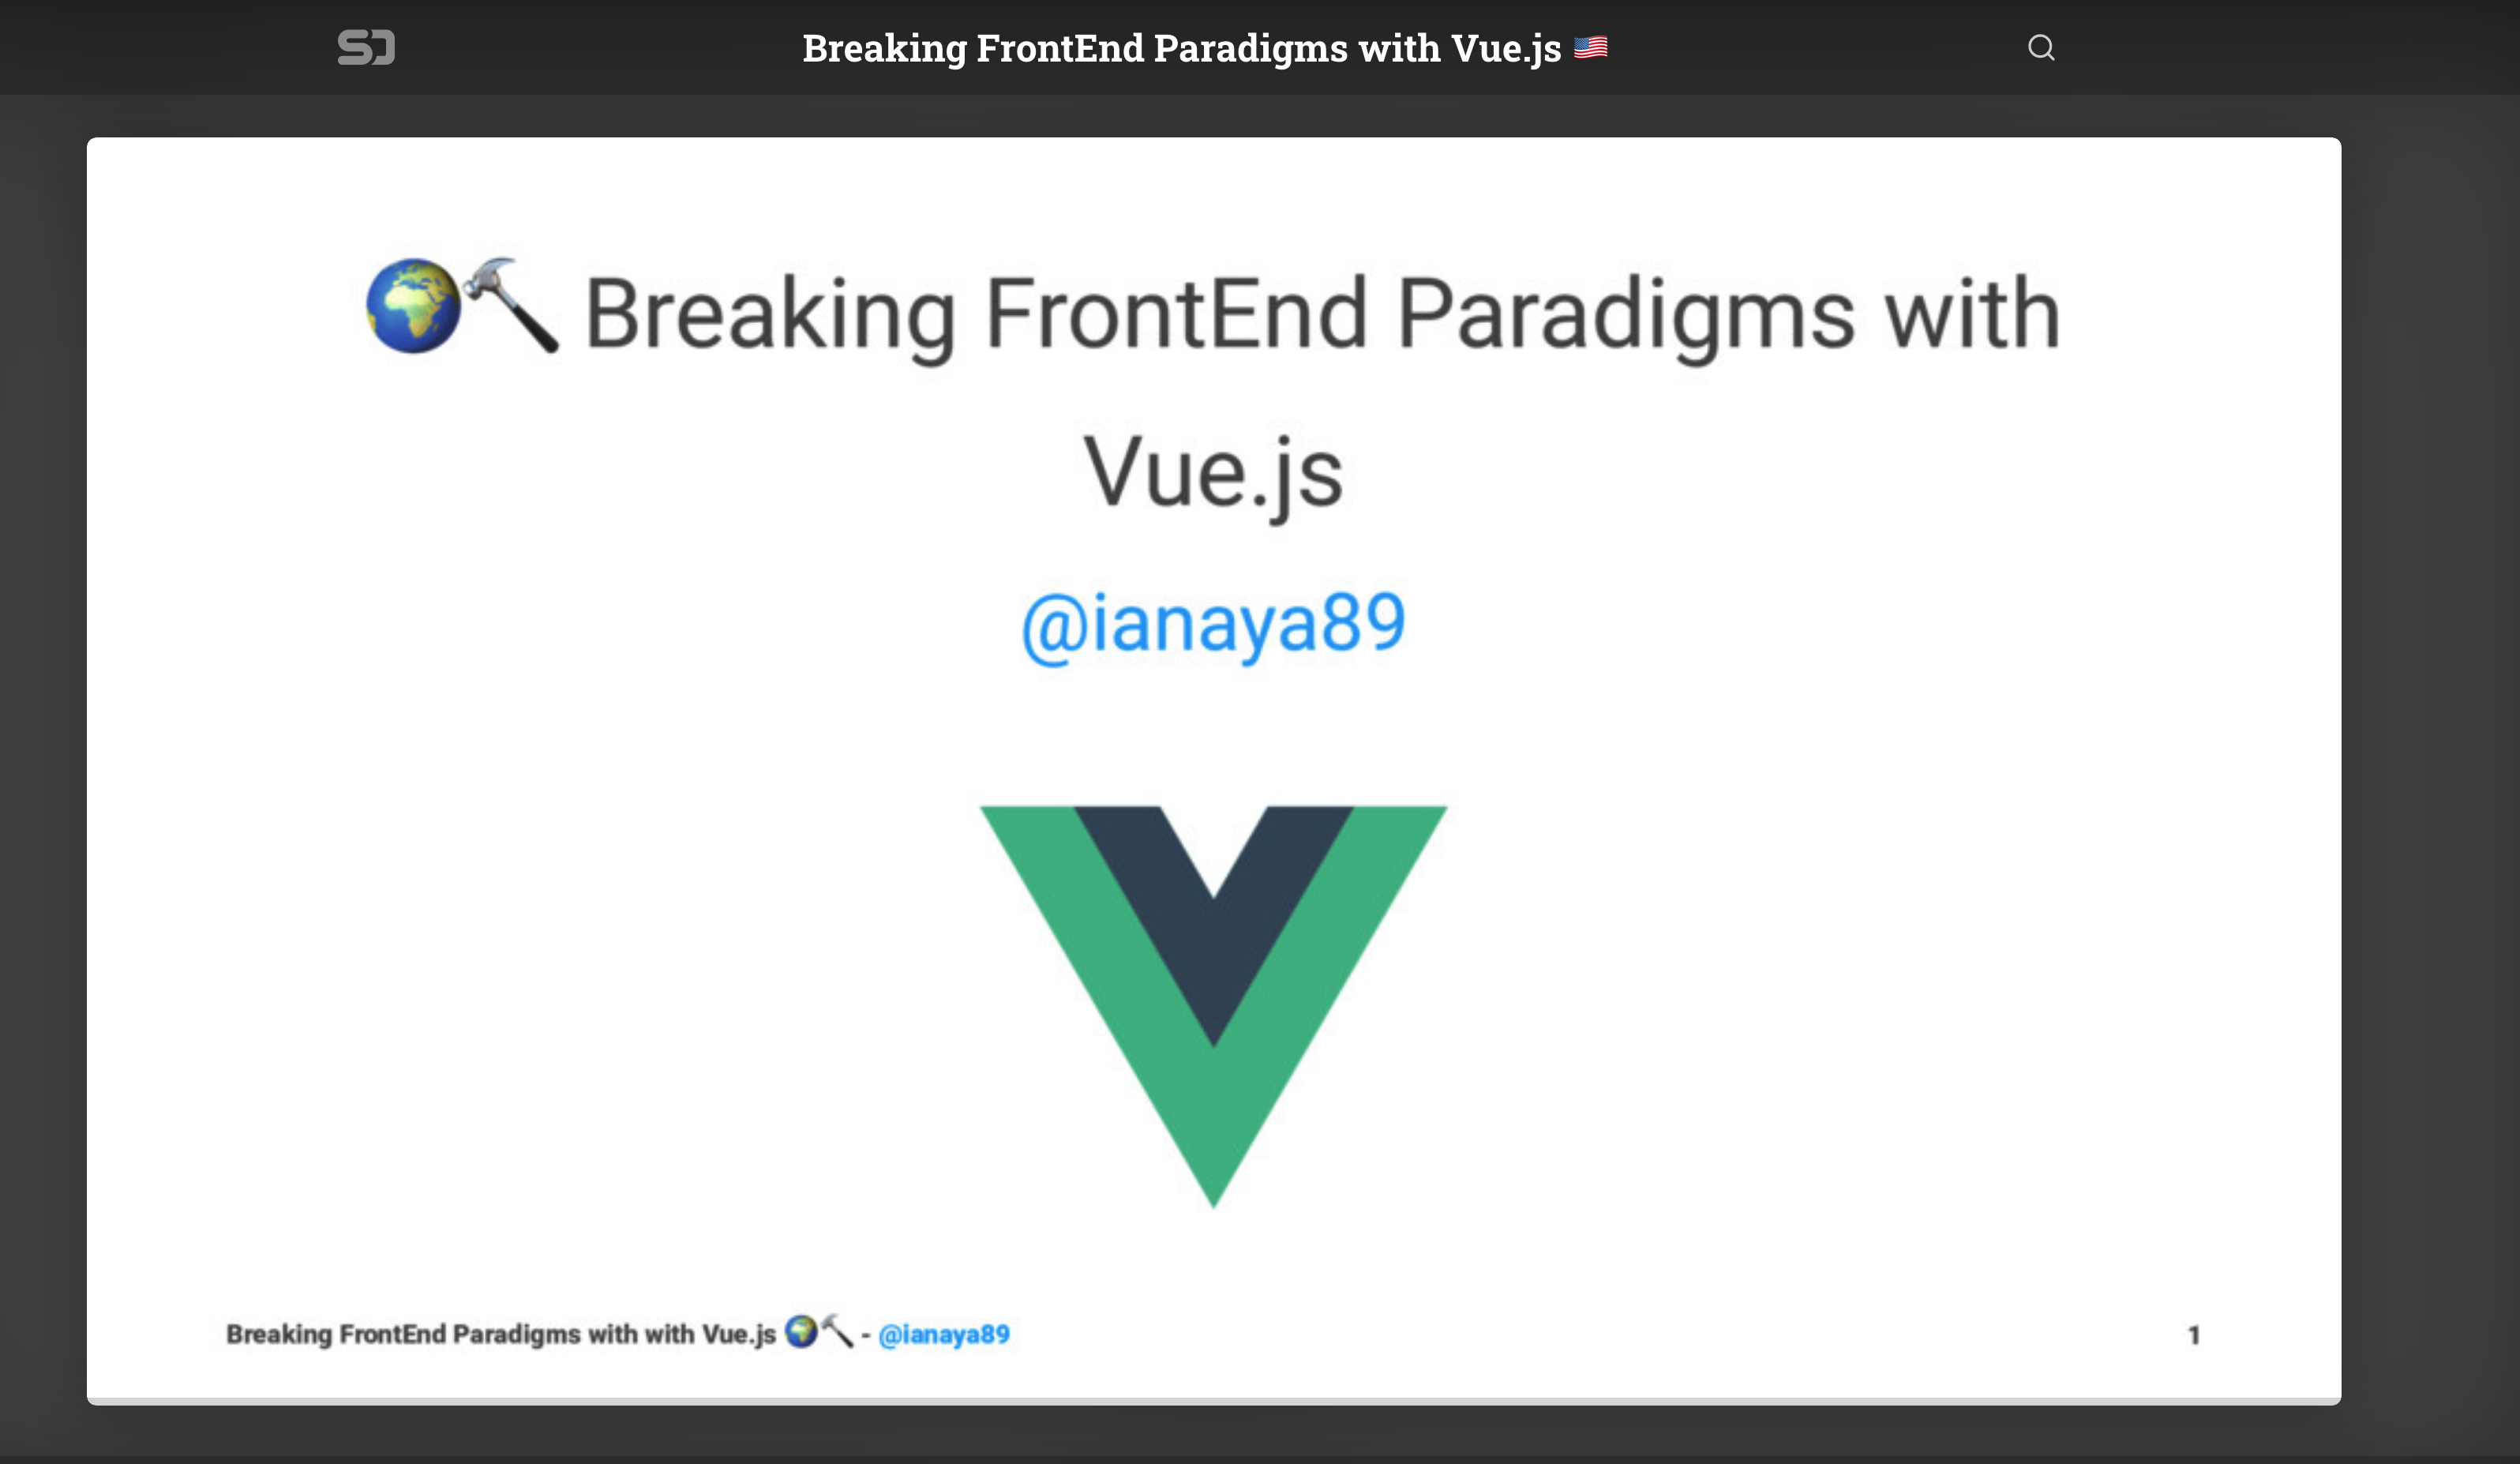 Breaking FrontEnd Paradigms with Vue.js 🇺🇸
🌍🔨 Breaking FrontEnd Paradigms with
Vue.js
@ianaya89
Breaking FrontEnd Paradigms with with Vue.js 🌍🔨 - @ianaya89
1